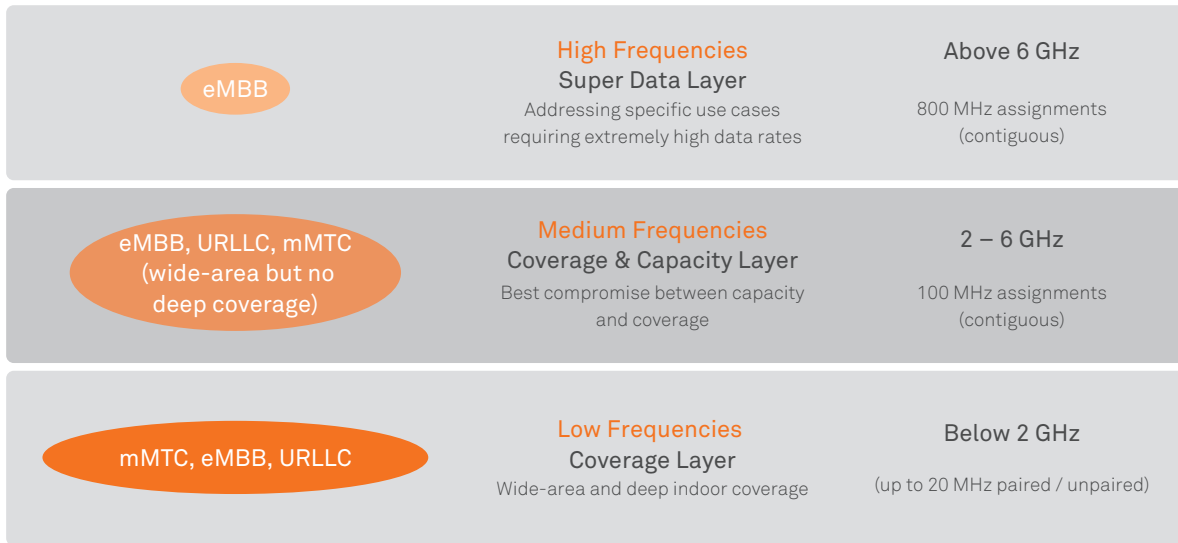 eMBB
High Frequencies
Super Data Layer
Addressing specific use cases
requiring extremely high data rates
Above 6 GHz
800 MHz assignments
(contiguous)
eMBB, URLLC, mMTC
(wide-area but no
deep coverage)
Medium Frequencies
Coverage & Capacity Layer
Best compromise between capacity
and coverage
2 – 6 GHz
100 MHz assignments
(contiguous)
mMTC, eMBB, URLLC
Low Frequencies
Coverage Layer
Wide-area and deep indoor coverage
Below 2 GHz
(up to 20 MHz paired / unpaired)